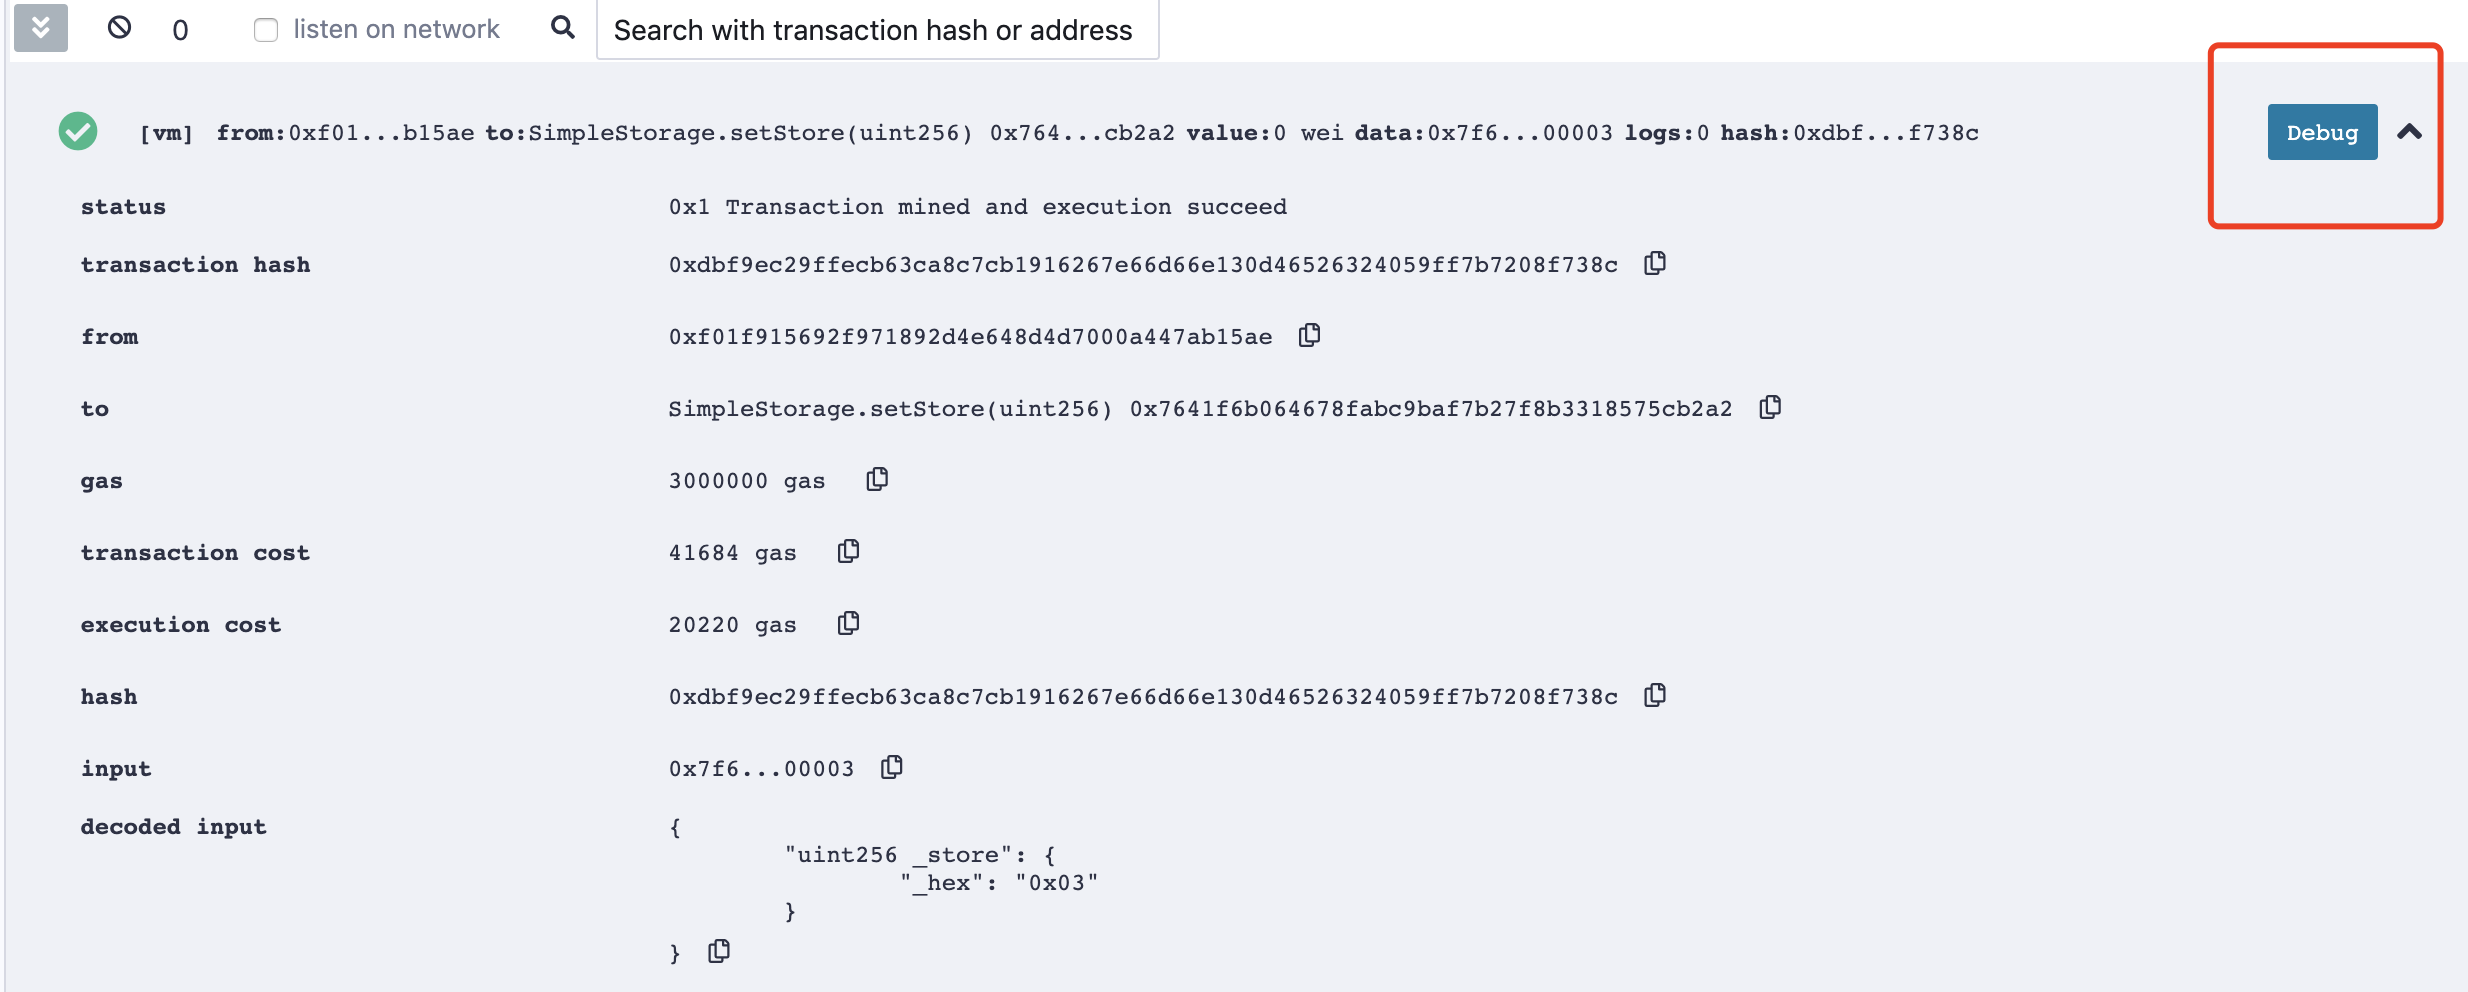 0 listen on network Search with transaction hash or address
[vm] from:0xf01...b15ae to:SimpleStorage.setStore(uint256) 0x764...cb2a2 value:0 wei data:0x7f6...00003 logs:0 hash:0xdbf...f738c Debug
status 0x1 Transaction mined and execution succeed
transaction hash 0xdbf9ec29ffecb63ca8c7cb1916267e66d66e130d46526324059ff7b7208f738c
from 0xf01f915692f971892d4e648d4d7000a447ab15ae
to SimpleStorage.setStore(uint256) 0x7641f6b064678fabc9baf7b27f8b3318575cb2a2
gas 3000000 gas
transaction cost 41684 gas
execution cost 20220 gas
hash 0xdbf9ec29ffecb63ca8c7cb1916267e66d66e130d46526324059ff7b7208f738c
input 0x7f6...00003
decoded input {
"uint256 _store": {
"_hex": "0x03"
}
}